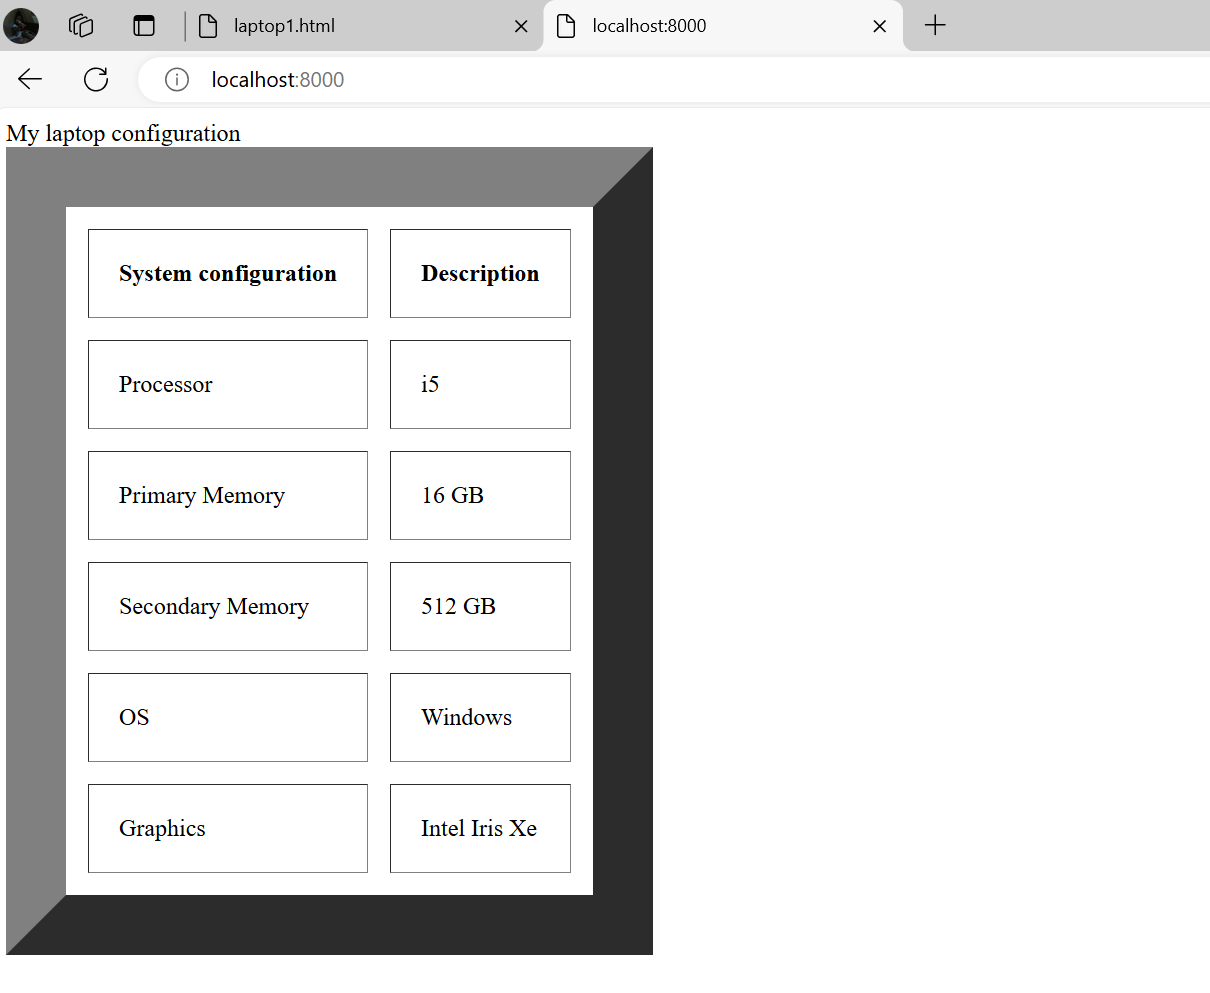 laptop1.html localhost:8000
localhost:8000
My laptop configuration
System configuration Description
Processor i5
Primary Memory 16 GB
Secondary Memory 512 GB
OS Windows
Graphics Intel Iris Xe